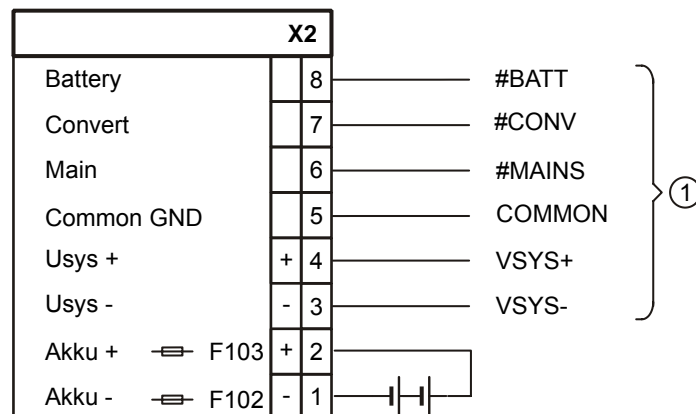 X2
Battery 8 #BATT
Convert 7 #CONV
Main 6 #MAINS
Common GND 5 COMMON
Usys + + 4 VSYS+
Usys - - 3 VSYS-
Akku + F103 + 2
Akku - F102 - 1
1